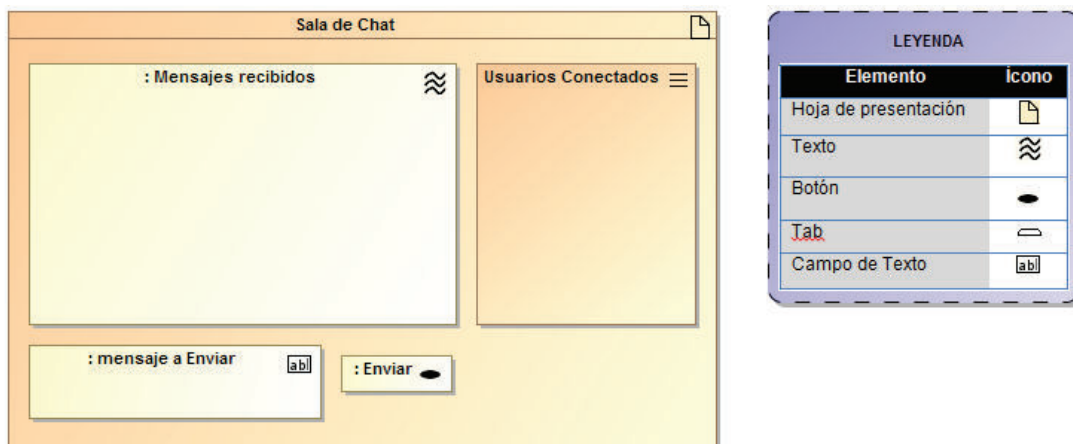 Sala de Chat
: Mensajes recibidos
Usuarios Conectados
: mensaje a Enviar
abl
: Enviar
LEYENDA
Elemento Ícono
Hoja de presentación
Texto
Botón
Tab
Campo de Texto abl